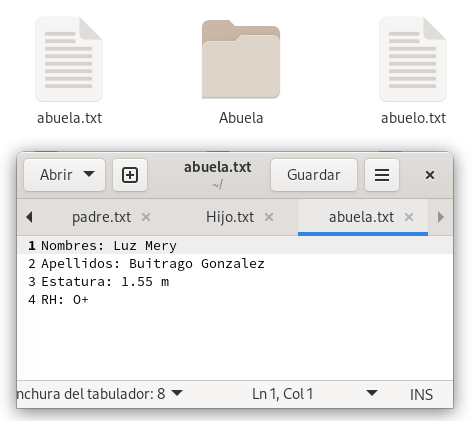 abuela.txt Abuela abuelo.txt
Abrir abuela.txt Guardar
~/
padre.txt Hijo.txt abuela.txt
1 Nombres: Luz Mery
2 Apellidos: Buitrago Gonzalez
3 Estatura: 1.55 m
4 RH: O+
nchura del tabulador: 8 Ln 1, Col 1 INS